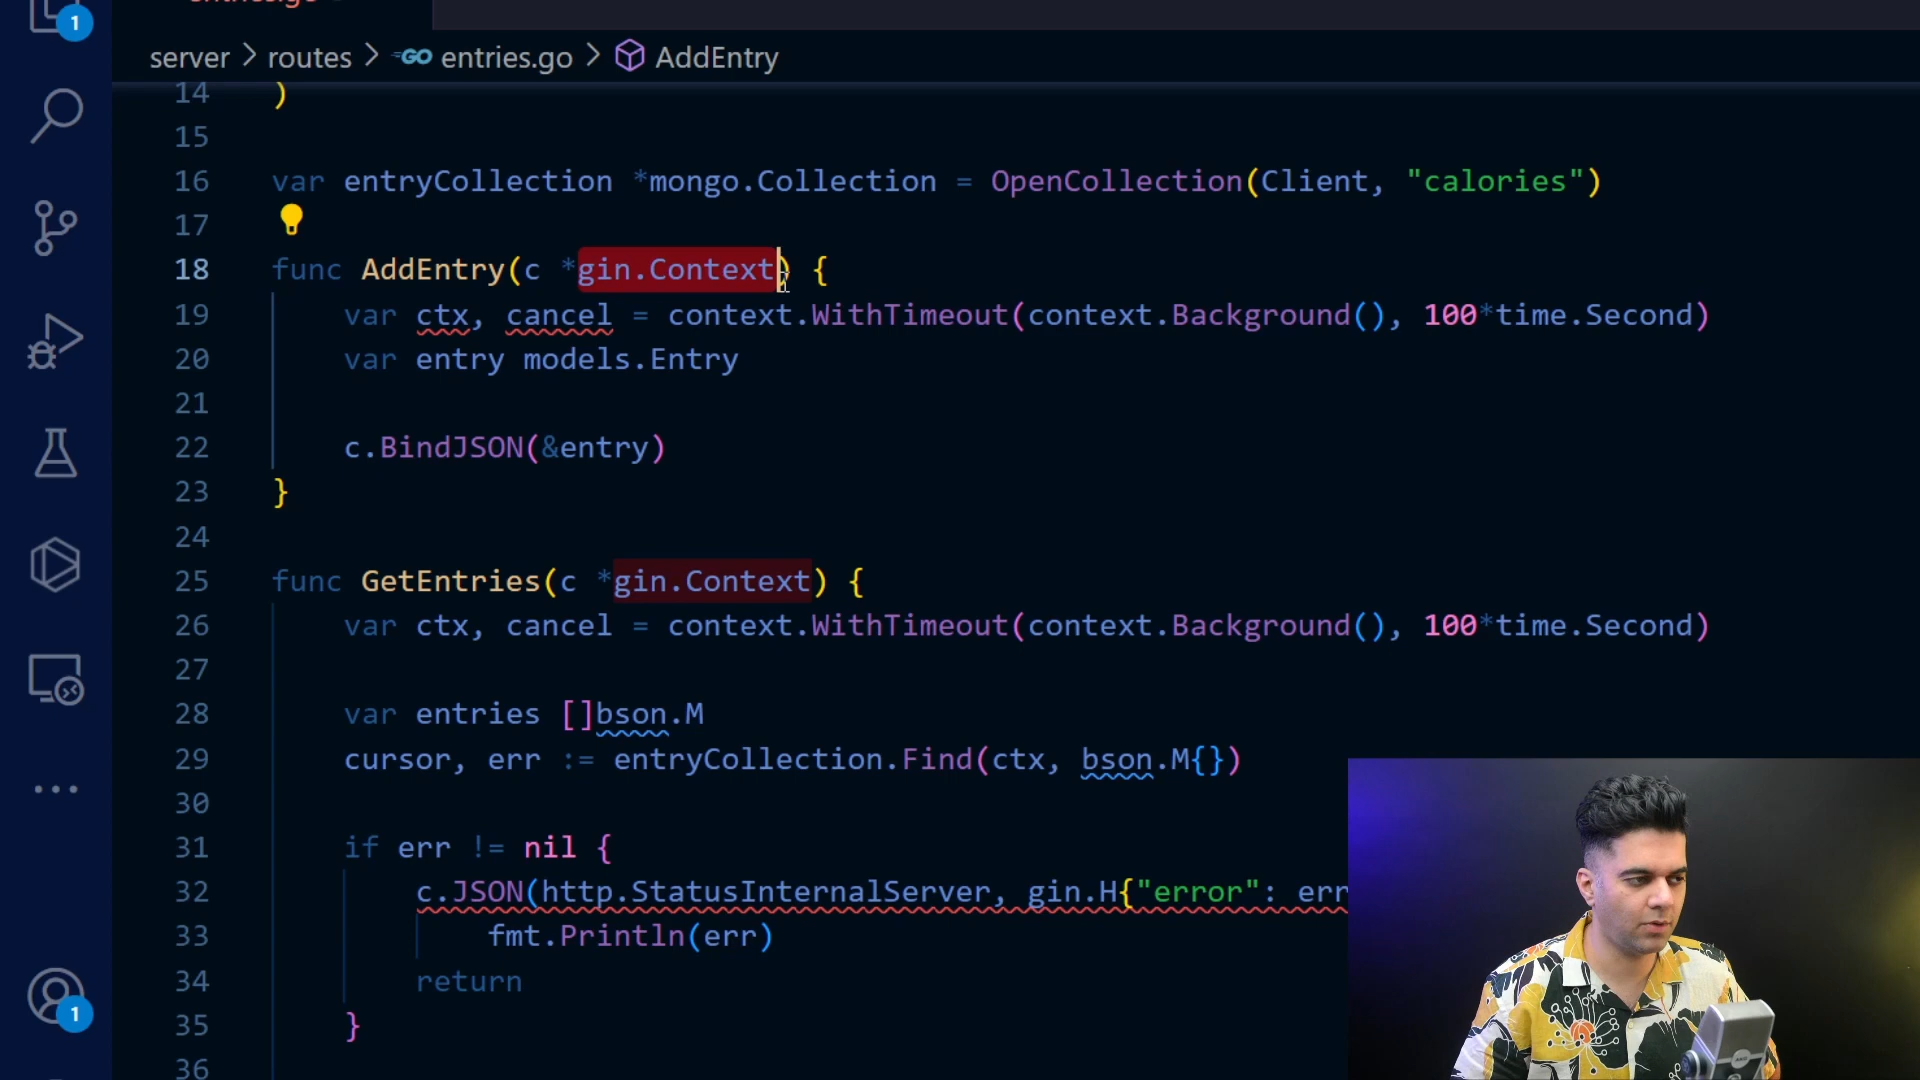 1
server > routes > GO entries.go > AddEntry
14 )
15
16 var entryCollection *mongo.Collection = OpenCollection(Client, "calories")
17
18 func AddEntry(c *gin.Context) {
19 var ctx, cancel = context.WithTimeout(context.Background(), 100*time.Second)
20 var entry models.Entry
21
22 c.BindJSON(&entry)
23 }
24
25 func GetEntries(c *gin.Context) {
26 var ctx, cancel = context.WithTimeout(context.Background(), 100*time.Second)
27
28 var entries []bson.M
29 cursor, err := entryCollection.Find(ctx, bson.M{})
30
31 if err != nil {
32 c.JSON(http.StatusInternalServer, gin.H{"error": err
33 fmt.Println(err)
34 return
35 }
36
1